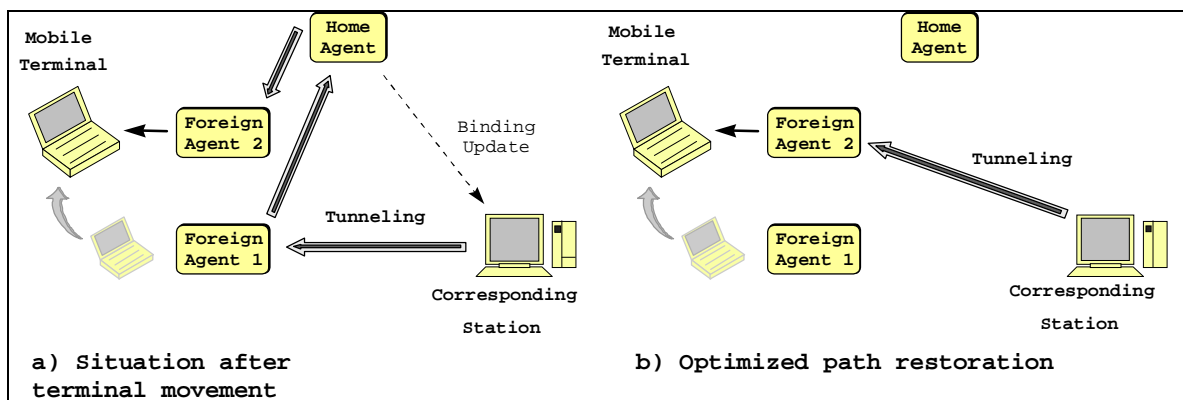 Mobile
Terminal
Home
Agent
Foreign
Agent 2
Binding
Update
Tunneling
Foreign
Agent 1
Corresponding
Station
a) Situation after
terminal movement
Mobile
Terminal
Home
Agent
Foreign
Agent 2
Tunneling
Foreign
Agent 1
Corresponding
Station
b) Optimized path restoration